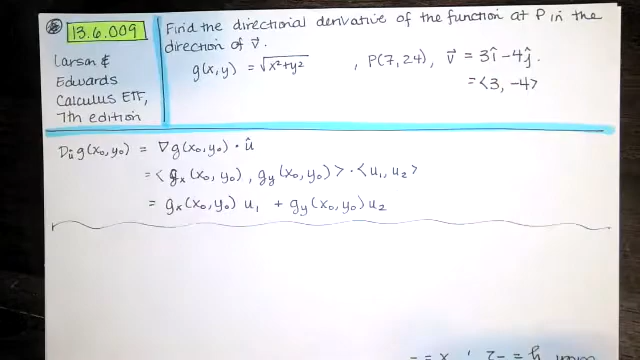 13.6.009
Larson &
Edwards
Calculus ETF,
7th edition
Find the directional derivative of the function at P in the
direction of v⃗.
g(x,y) = √x²+y² , P(7,24), v⃗ = 3î - 4ĵ
= <3, -4>
Dûg(x₀,y₀) = ∇g(x₀,y₀) · û
= < gₓ(x₀,y₀), gᵧ(x₀,y₀) > · < u₁, u₂ >
= gₓ(x₀,y₀) u₁ + gᵧ(x₀,y₀) u₂